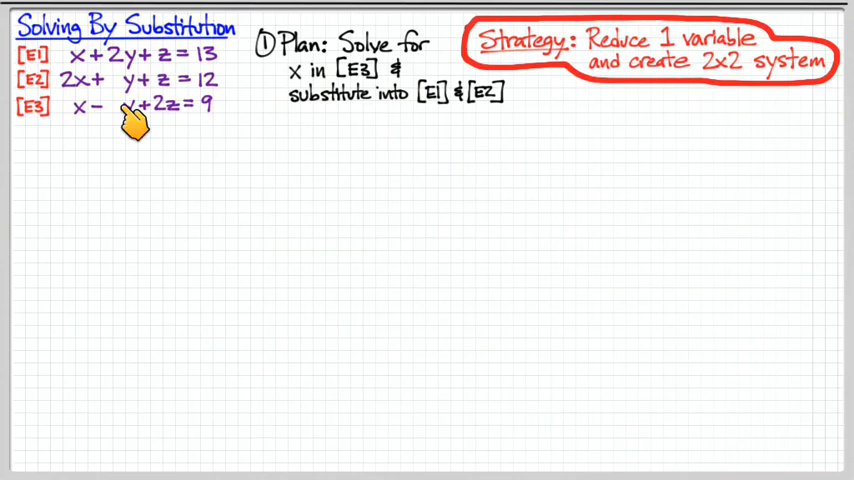 Solving By Substitution
[E1] x + 2y + z = 13
[E2] 2x + y + z = 12
[E3] x - y + 2z = 9
① Plan: Solve for
x in [E3] &
substitute into [E1] & [E2]
Strategy: Reduce 1 variable
and create 2x2 system